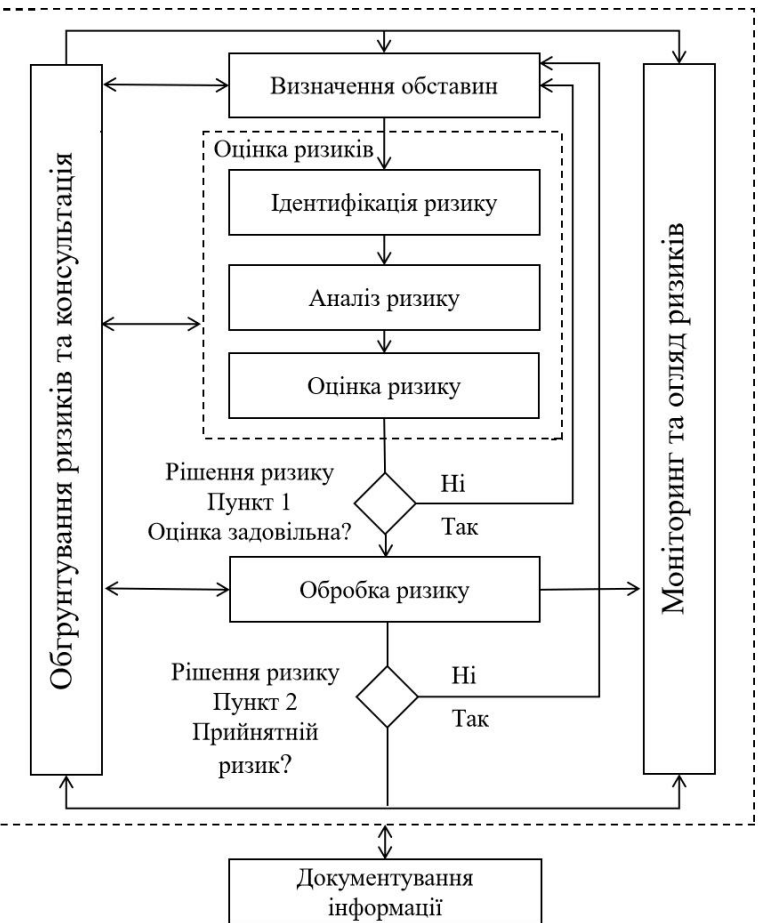 Визначення обставин
Оцінка ризиків
Ідентифікація ризику
Аналіз ризику
Оцінка ризику
Обгрунтування ризиків та консультація
Моніторинг та огляд ризиків
Рішення ризику
Пункт 1
Оцінка задовільна?
Ні
Так
Обробка ризику
Рішення ризику
Пункт 2
Прийнятній
ризик?
Ні
Так
Документування
інформації